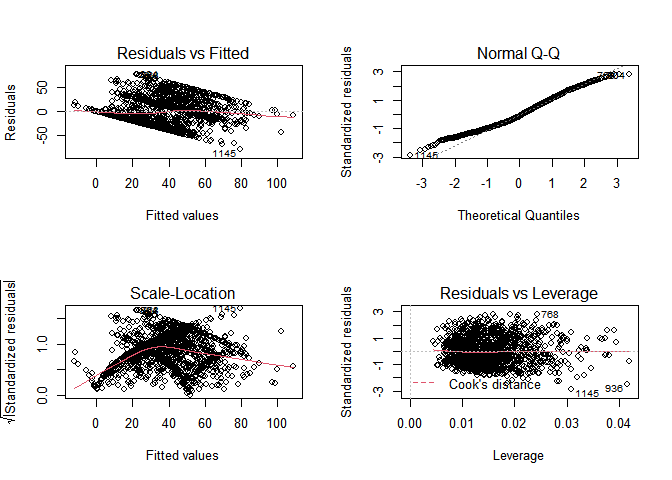 Residuals vs Fitted
Residuals
50
0
-50
1145
0 20 40 60 80 100
Fitted values
Normal Q-Q
Standardized residuals
3
1
-1
-3
1145
-3 -2 -1 0 1 2 3
Theoretical Quantiles
Scale-Location
√|Standardized residuals|
1.0
0.0
1145
0 20 40 60 80 100
Fitted values
Residuals vs Leverage
Standardized residuals
3
1
-1
-3
768
Cook's distance
1145
936
0.00 0.01 0.02 0.03 0.04
Leverage